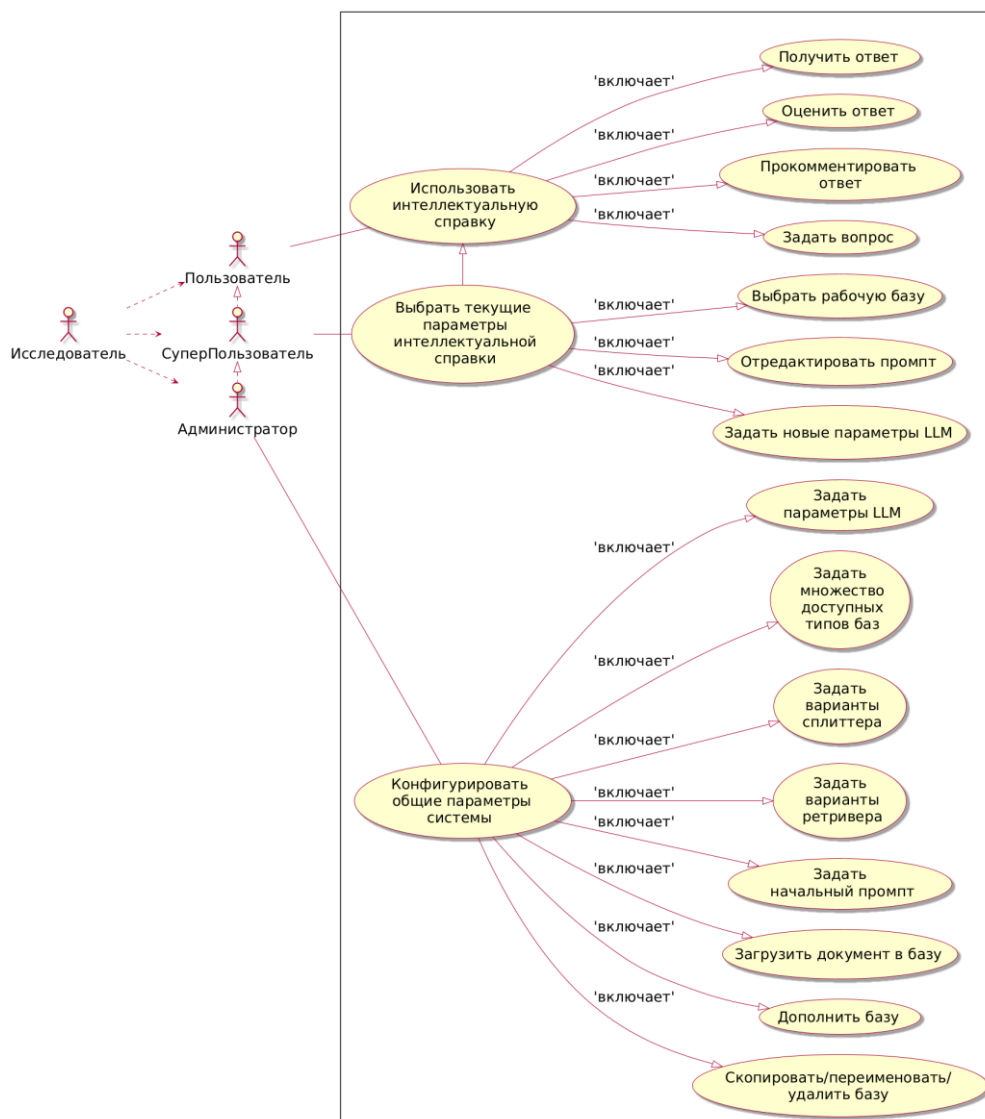 Получить ответ
'включает'
Оценить ответ
'включает'
Прокомментировать
ответ
'включает'
Использовать
интеллектуальную
справку
'включает'
Задать вопрос
Пользователь
Выбрать рабочую базу
'включает'
Выбрать текущие
параметры
интеллектуальной
справки
Исследователь
СуперПользователь
'включает'
Отредактировать промпт
'включает'
Администратор
Задать новые параметры LLM
Задать
параметры LLM
'включает'
Задать
множество
доступных
типов баз
'включает'
Задать
варианты
сплиттера
'включает'
Конфигурировать
общие параметры
системы
Задать
варианты
ретривера
'включает'
'включает'
Задать
начальный промпт
'включает'
Загрузить документ в базу
'включает'
Дополнить базу
'включает'
Скопировать/переименовать/
удалить базу